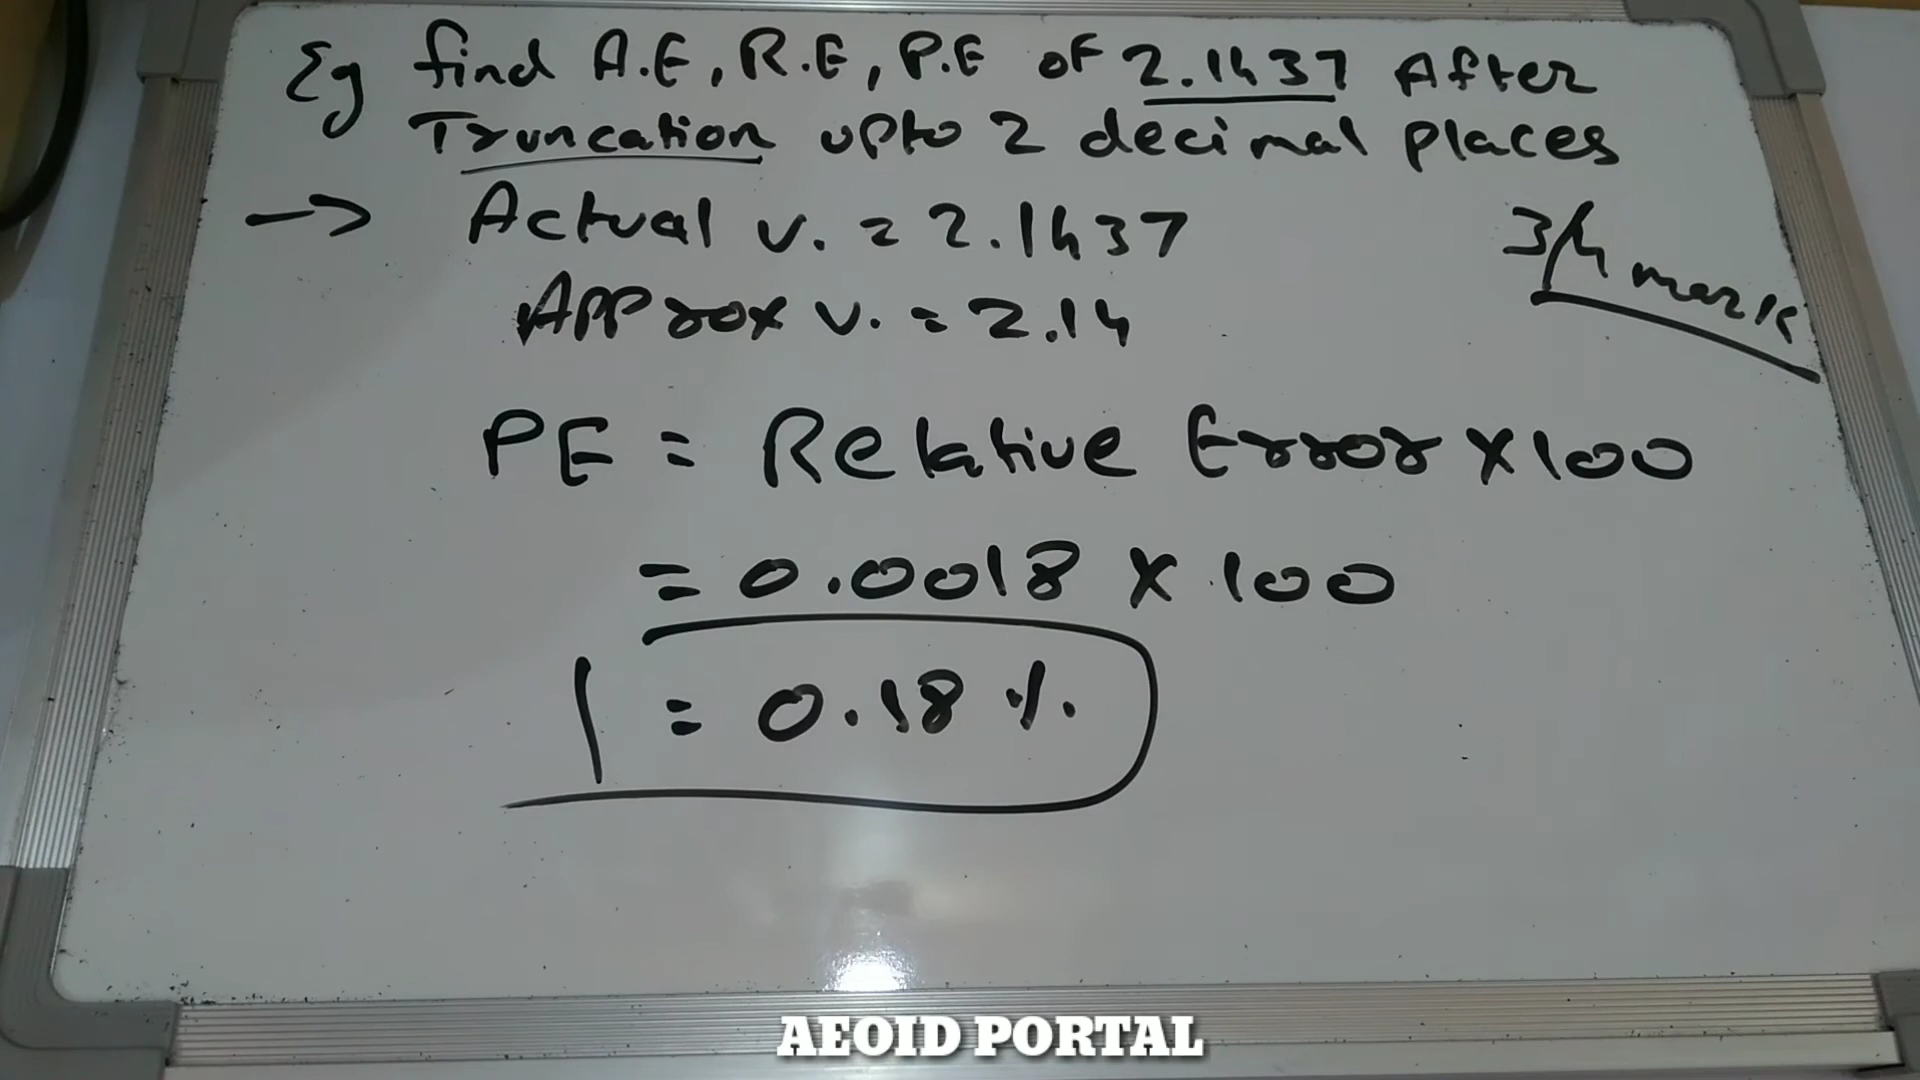 Eg find A.E, R.E, P.E of 2.1437 After
Truncation upto 2 decimal places
→ Actual v. = 2.1437
3/4 mark
Approx v. = 2.14
PE = Relative Error × 100
= 0.0018 × 100
= 0.18 %
AEOID PORTAL